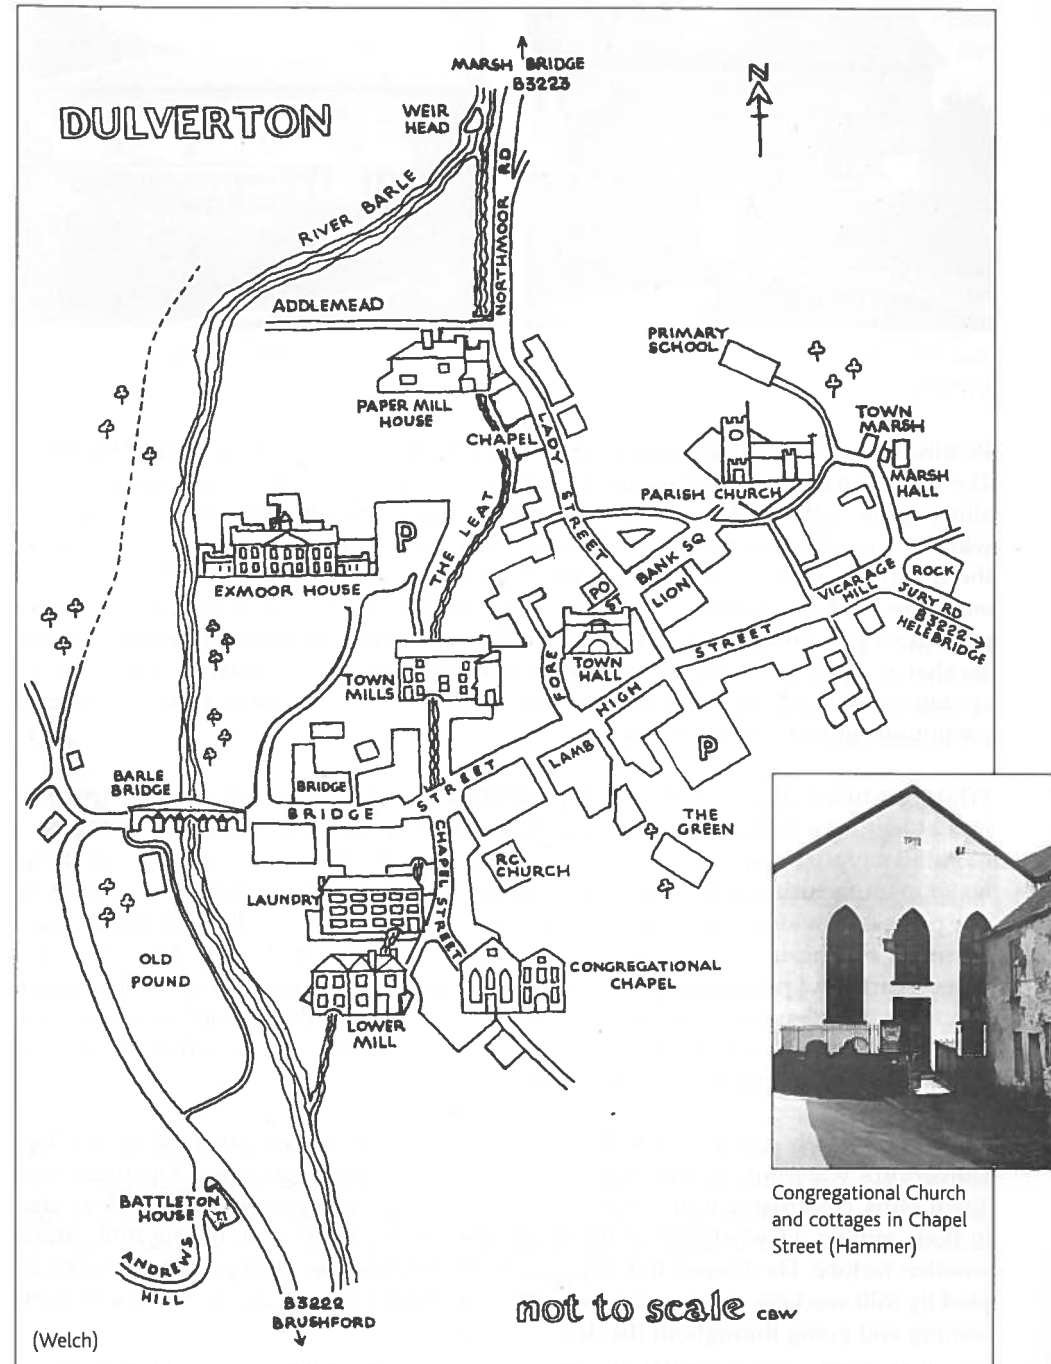 MARSH BRIDGE
B3223
N
DULVERTON
WEIR
HEAD
RIVER BARLE
NORTHMOOR RD
ADDLEMEAD
PRIMARY
SCHOOL
PAPER MILL
HOUSE
CHAPEL
LADY STREET
TOWN
MARSH
MARSH
HALL
PARISH CHURCH
THE LEAT
P
EXMOOR HOUSE
BANK SQ
LION
PO
ST
VICARAGE
HILL
ROCK
JURY RD
B3222
HELEBRIDGE
TOWN
MILLS
FORE
TOWN
HALL
HIGH STREET
LAMB
P
BARLE
BRIDGE
BRIDGE
BRIDGE STREET
THE
GREEN
CHAPEL STREET
RC
CHURCH
LAUNDRY
OLD
POUND
CONGREGATIONAL
CHAPEL
LOWER
MILL
BATTLETON
HOUSE
ANDREWS
HILL
B3222
BRUSHFORD
not to scale CBW
(Welch)
Congregational Church
and cottages in Chapel
Street (Hammer)